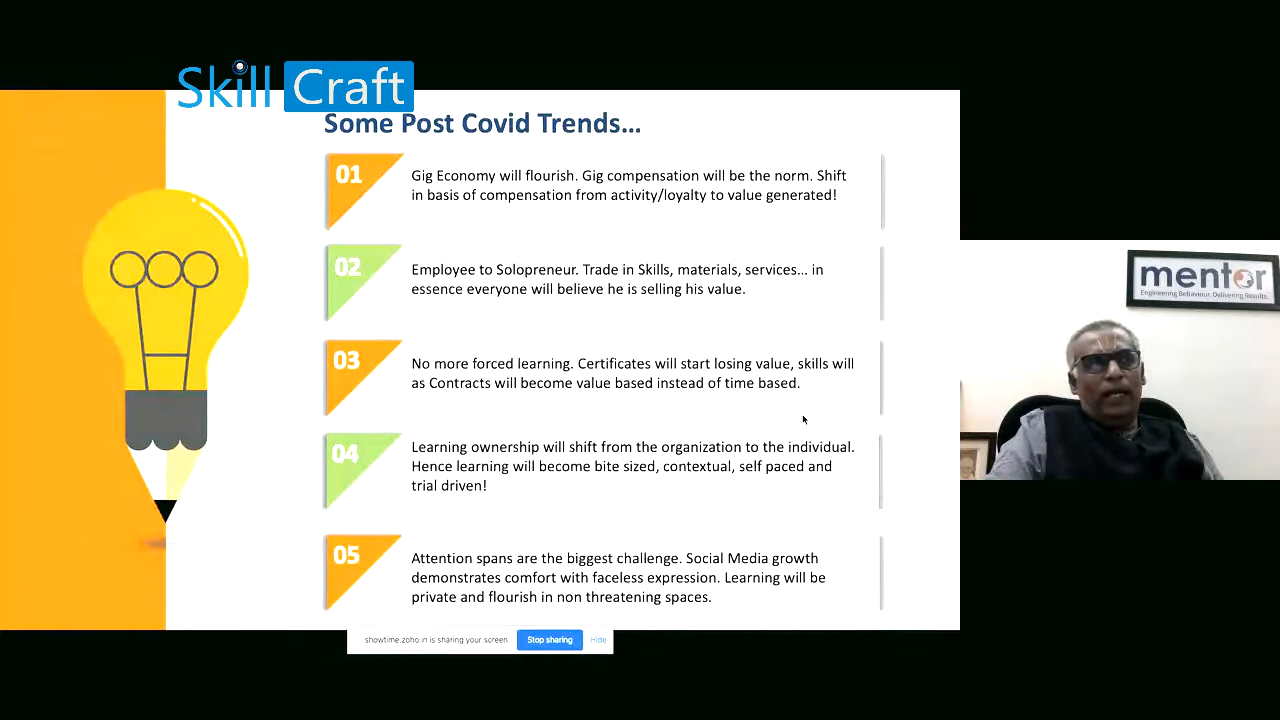 Skill Craft
Some Post Covid Trends...
01
Gig Economy will flourish. Gig compensation will be the norm. Shift
in basis of compensation from activity/loyalty to value generated!
02
Employee to Solopreneur. Trade in Skills, materials, services... in
essence everyone will believe he is selling his value.
03
No more forced learning. Certificates will start losing value, skills will
as Contracts will become value based instead of time based.
04
Learning ownership will shift from the organization to the individual.
Hence learning will become bite sized, contextual, self paced and
trial driven!
05
Attention spans are the biggest challenge. Social Media growth
demonstrates comfort with faceless expression. Learning will be
private and flourish in non threatening spaces.
showtime.zoho.in is sharing your screen.
Stop sharing
Hide
mentor
Engineering Behaviour. Delivering Results.